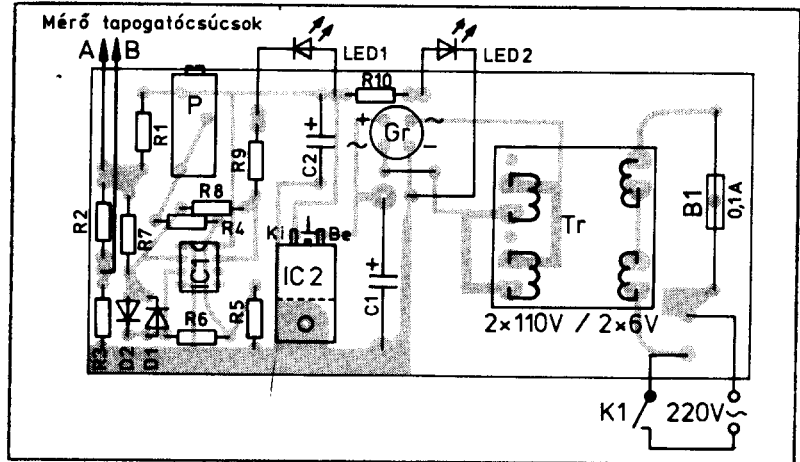 Mérő tapogatócsúcsok
A B
LED1
LED2
P
R10
R1
+
+
~
Gr
~
−
R9
C2
B1
0,1A
R2
R8
R4
R7
Ki
Be
Tr
IC1
IC2
+
C1
R5
2×110V / 2×6V
R3
D2
D1
R6
K1
220V~